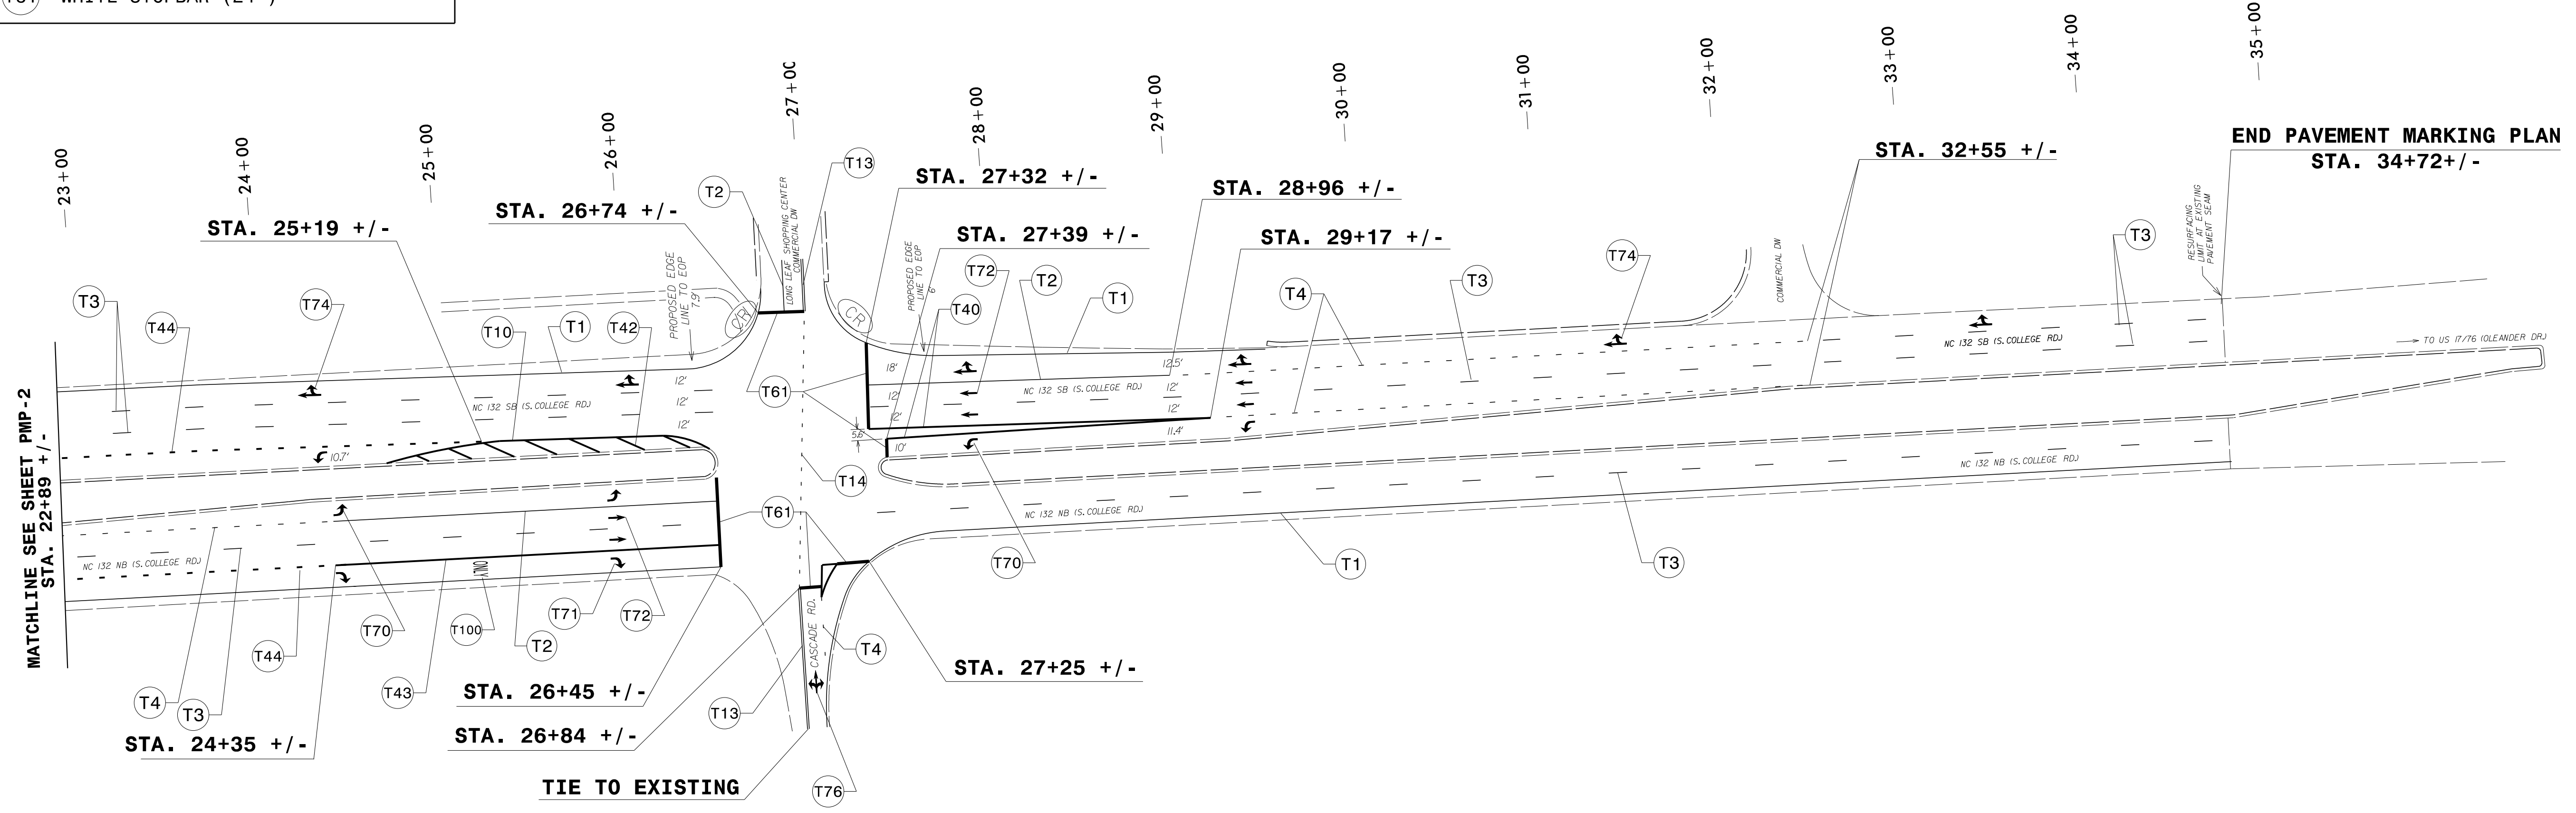 T61 WHITE STOPBAR (24")
23+00
24+00
25+00
26+00
27+00
28+00
29+00
30+00
31+00
32+00
33+00
34+00
35+00
END PAVEMENT MARKING PLAN
STA. 34+72+/-
STA. 32+55 +/-
STA. 27+32 +/-
STA. 28+96 +/-
STA. 26+74 +/-
STA. 25+19 +/-
STA. 27+39 +/-
STA. 29+17 +/-
T13
T2
LONG LEAF SHOPPING CENTER
COMMERCIAL DW
PROPOSED EDGE
LINE TO EOP
7.9'
PROPOSED EDGE
LINE TO EOP
6'
CR
CR
T72
T2
T1
T40
T4
T3
T74
COMMERCIAL DW
T3
RESURFACING
LIMIT AT EXISTING
PAVEMENT SEAM
T3
T44
T74
T10
T1
T42
NC 132 SB (S.COLLEGE RD)
12'
12'
12'
T61
18'
12'
12'
5.6'
10'
NC 132 SB (S.COLLEGE RD)
12.5'
12'
12'
11.4'
NC 132 SB (S.COLLEGE RD)
TO US 17/76 (OLEANDER DR.)
10.7'
MATCHLINE SEE SHEET PMP-2
STA. 22+89 +/-
NC 132 NB (S.COLLEGE RD.)
ONLY
T14
T61
NC 132 NB (S.COLLEGE RD.)
NC 132 NB (S.COLLEGE RD)
T70
T1
T3
T4
T3
T44
T70
T43
T100
T2
T71
T72
CASCADE RD.
T4
T13
T76
STA. 27+25 +/-
STA. 26+45 +/-
STA. 26+84 +/-
STA. 24+35 +/-
TIE TO EXISTING